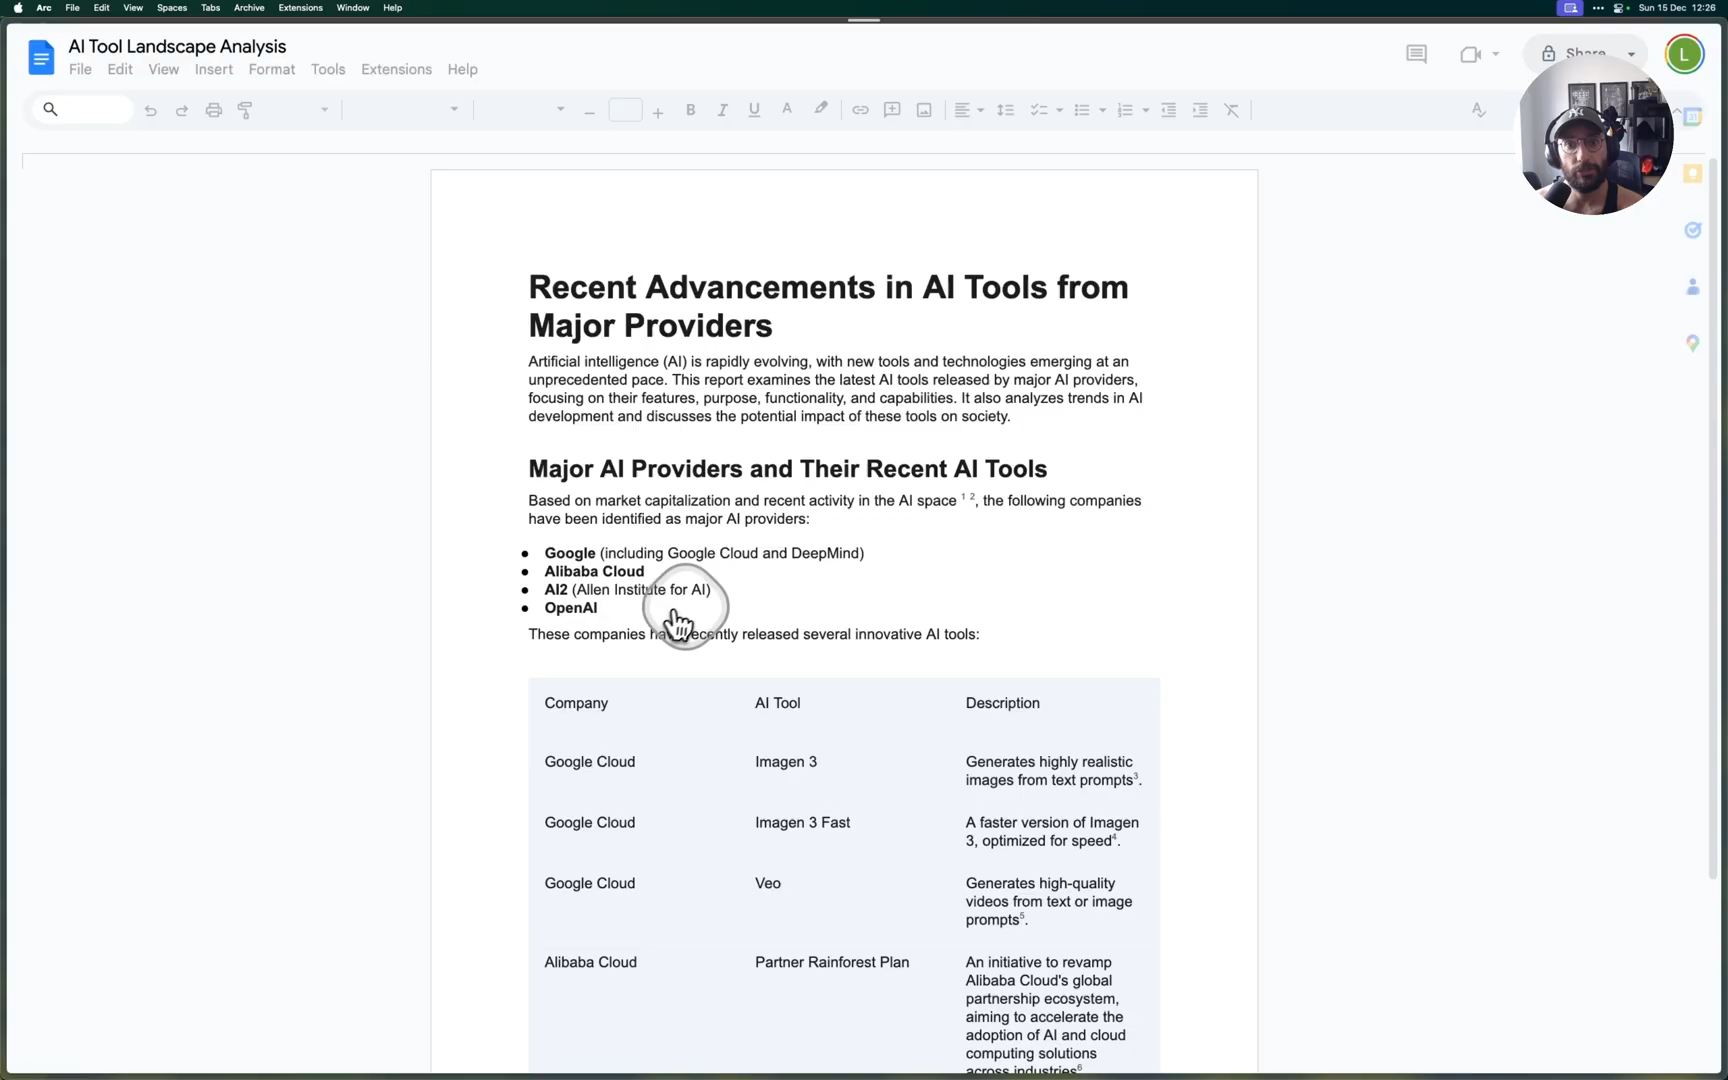 Arc File Edit View Spaces Tabs Archive Extensions Window Help Sun 15 Dec 12:26
AI Tool Landscape Analysis
File Edit View Insert Format Tools Extensions Help
Share
L
Recent Advancements in AI Tools from
Major Providers
Artificial intelligence (AI) is rapidly evolving, with new tools and technologies emerging at an
unprecedented pace. This report examines the latest AI tools released by major AI providers,
focusing on their features, purpose, functionality, and capabilities. It also analyzes trends in AI
development and discusses the potential impact of these tools on society.
Major AI Providers and Their Recent AI Tools
Based on market capitalization and recent activity in the AI space 1 2, the following companies
have been identified as major AI providers:
● Google (including Google Cloud and DeepMind)
● Alibaba Cloud
● AI2 (Allen Institute for AI)
● OpenAI
These companies have recently released several innovative AI tools:
Company AI Tool Description
Google Cloud Imagen 3 Generates highly realistic
images from text prompts3.
Google Cloud Imagen 3 Fast A faster version of Imagen
3, optimized for speed4.
Google Cloud Veo Generates high-quality
videos from text or image
prompts5.
Alibaba Cloud Partner Rainforest Plan An initiative to revamp
Alibaba Cloud's global
partnership ecosystem,
aiming to accelerate the
adoption of AI and cloud
computing solutions
across industries6